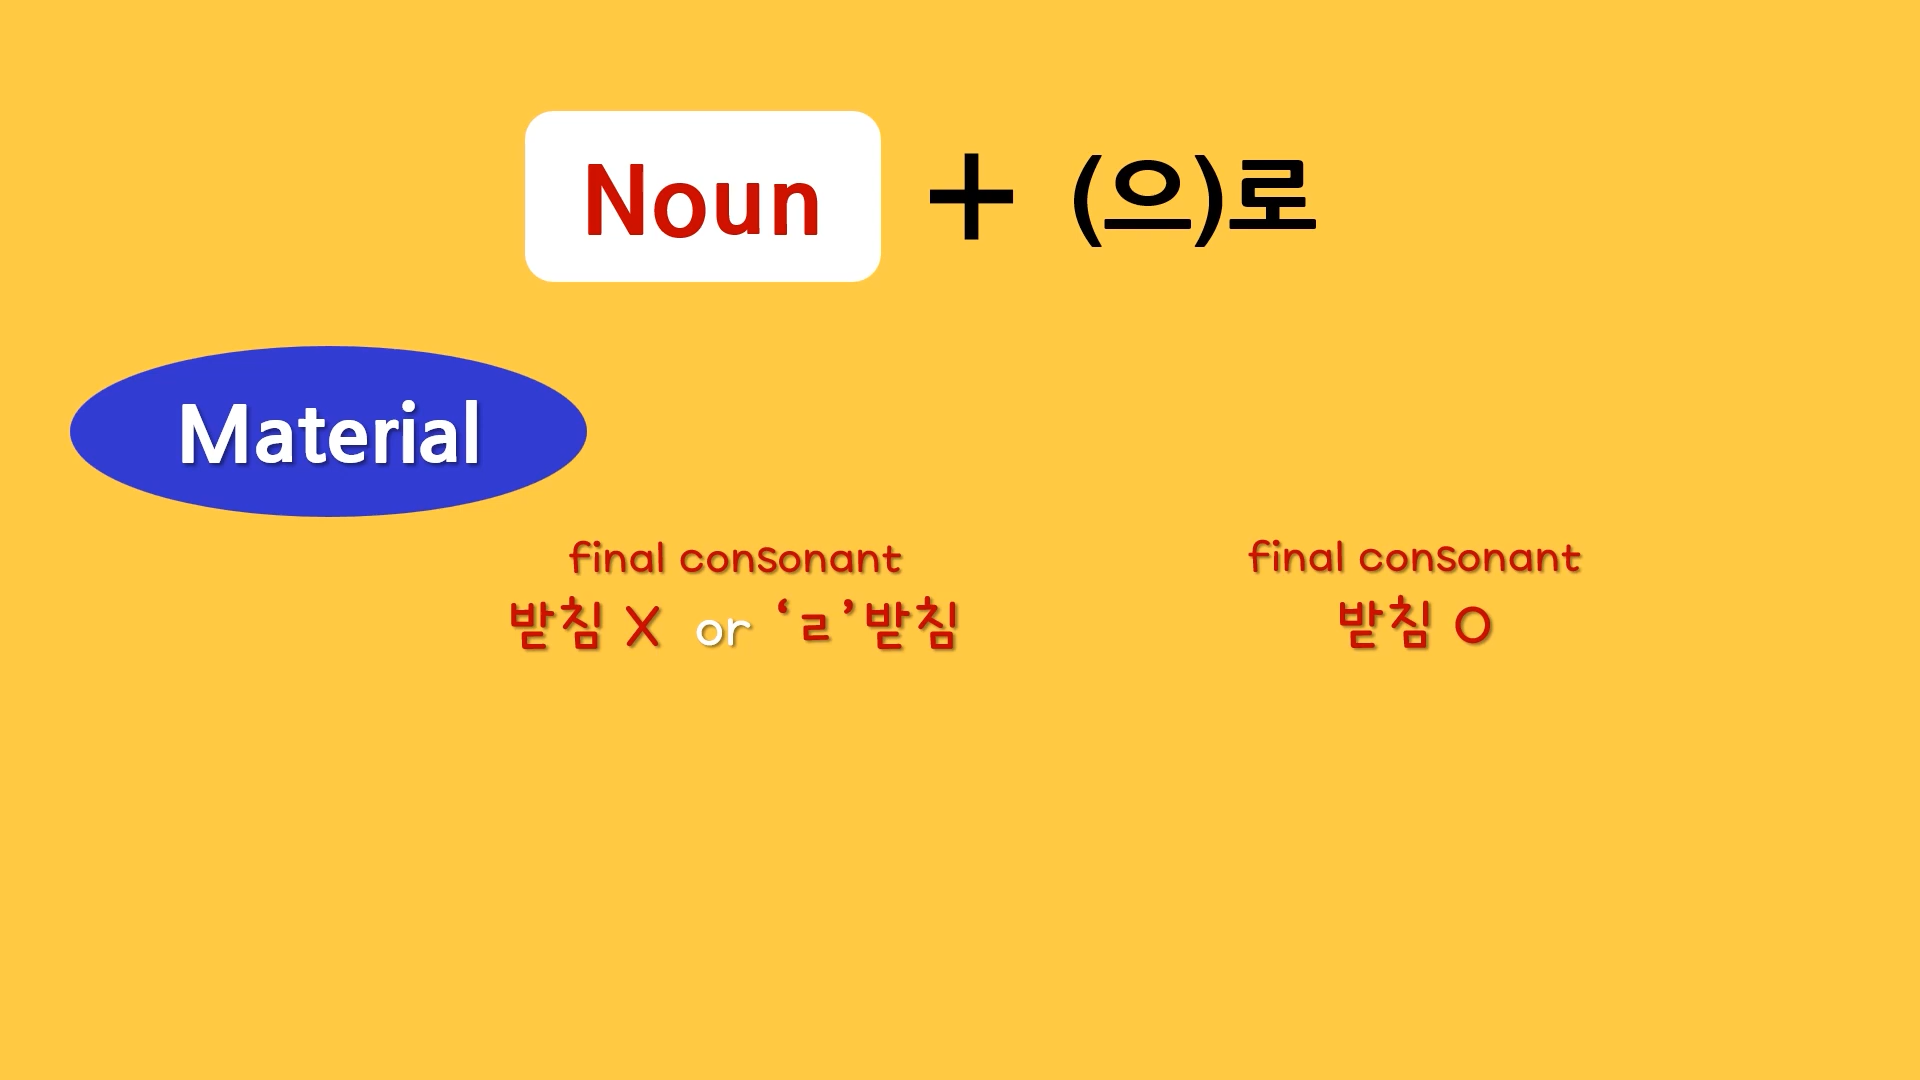 Noun + (으)로
Material
final consonant
받침 X or ‘ㄹ’받침
final consonant
받침 O